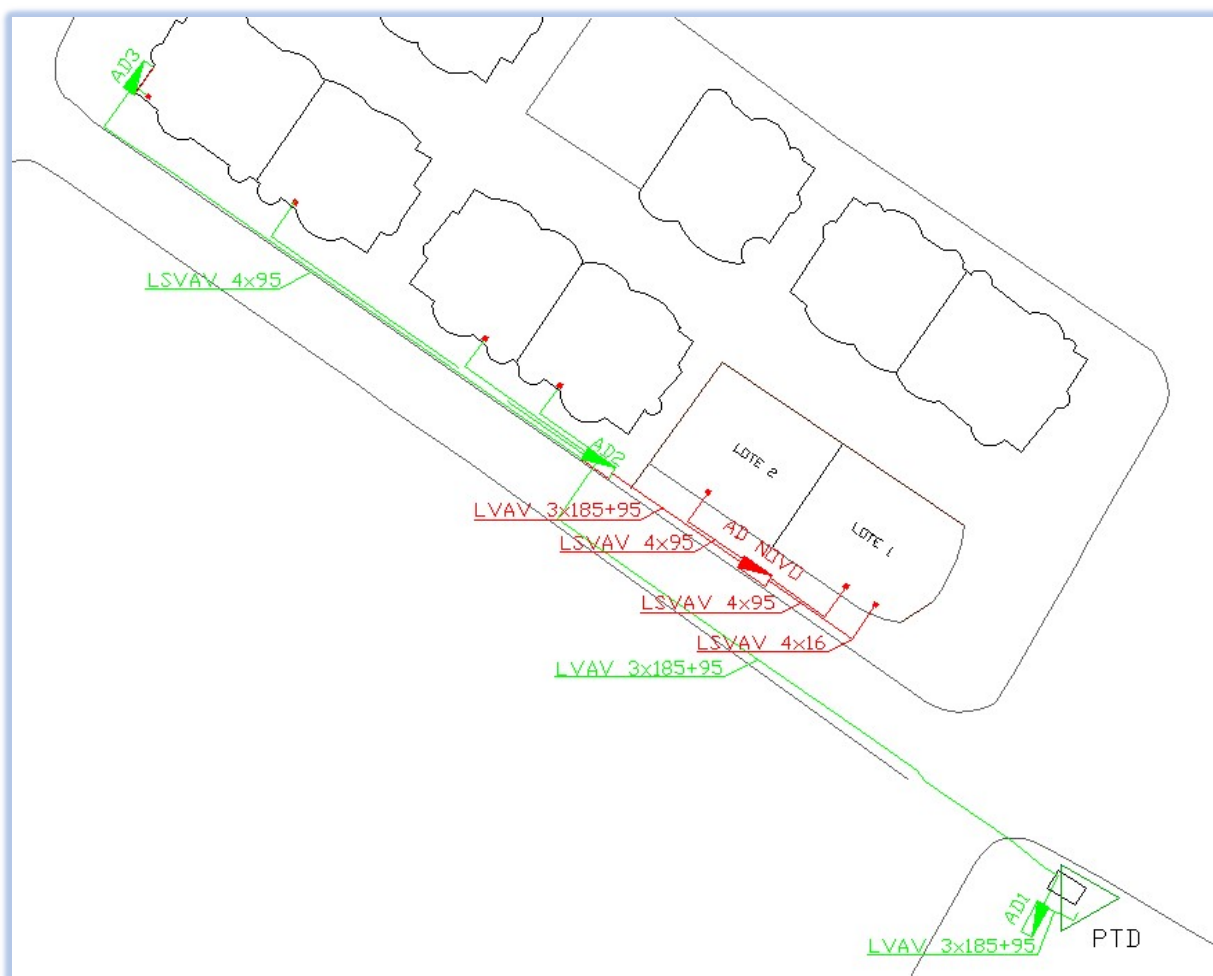 AD3
LSVAV 4x95
AD2
LOTE 2
LOTE 1
LVAV 3x185+95
AD NOVO
LSVAV 4x95
LSVAV 4x95
LSVAV 4x16
LVAV 3x185+95
AD1
PTD
LVAV 3x185+95